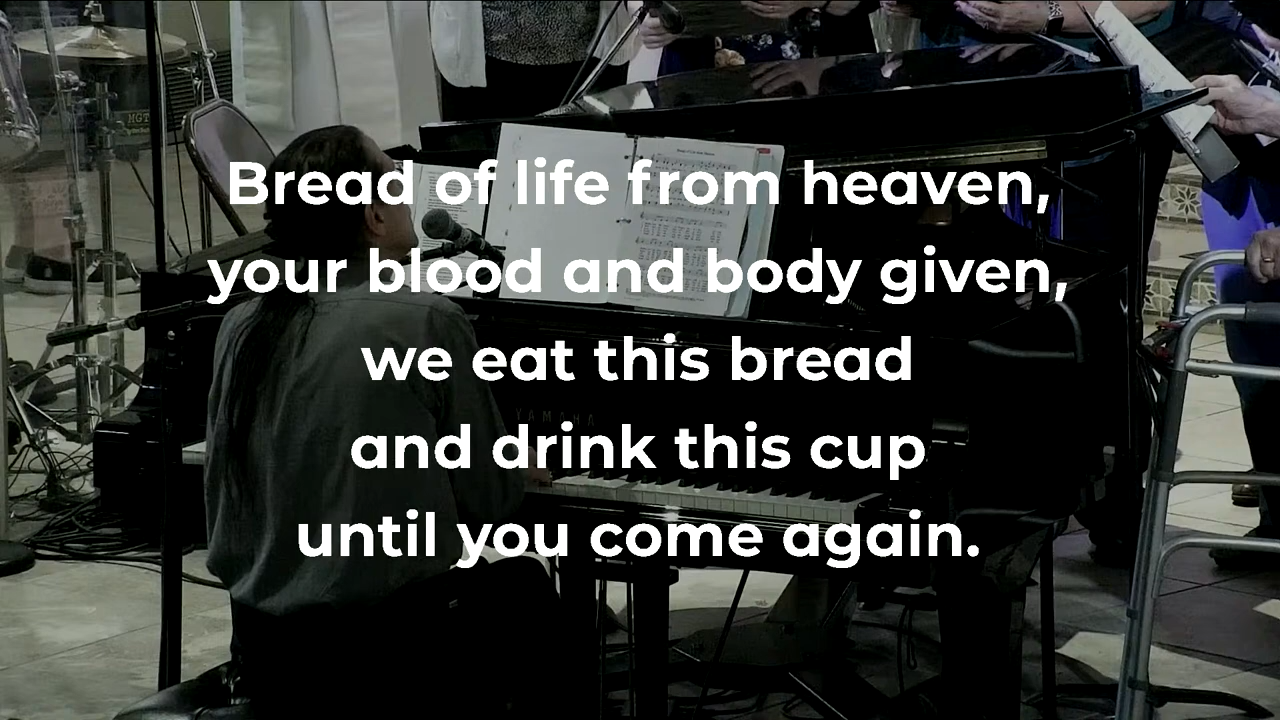 Bread of life from heaven,
your blood and body given,
we eat this bread
and drink this cup
until you come again.
YAMAHA